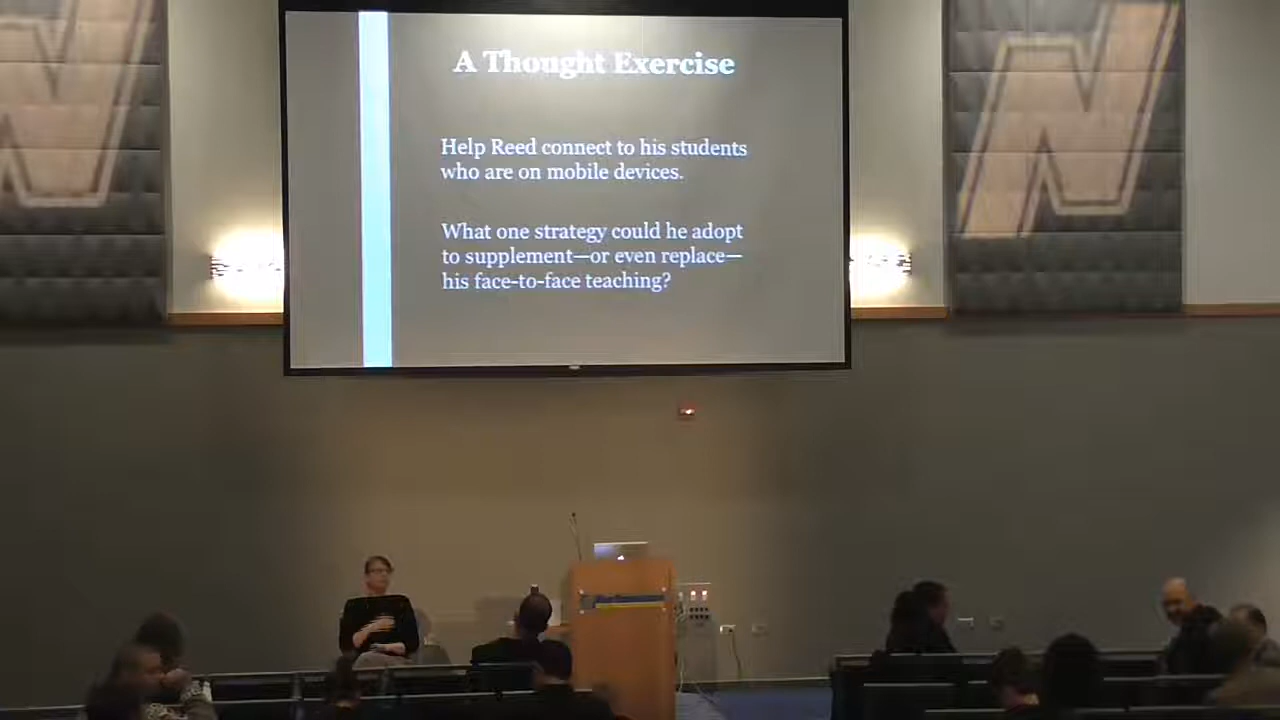 A Thought Exercise
Help Reed connect to his students
who are on mobile devices.
What one strategy could he adopt
to supplement—or even replace—
his face-to-face teaching?
N
N